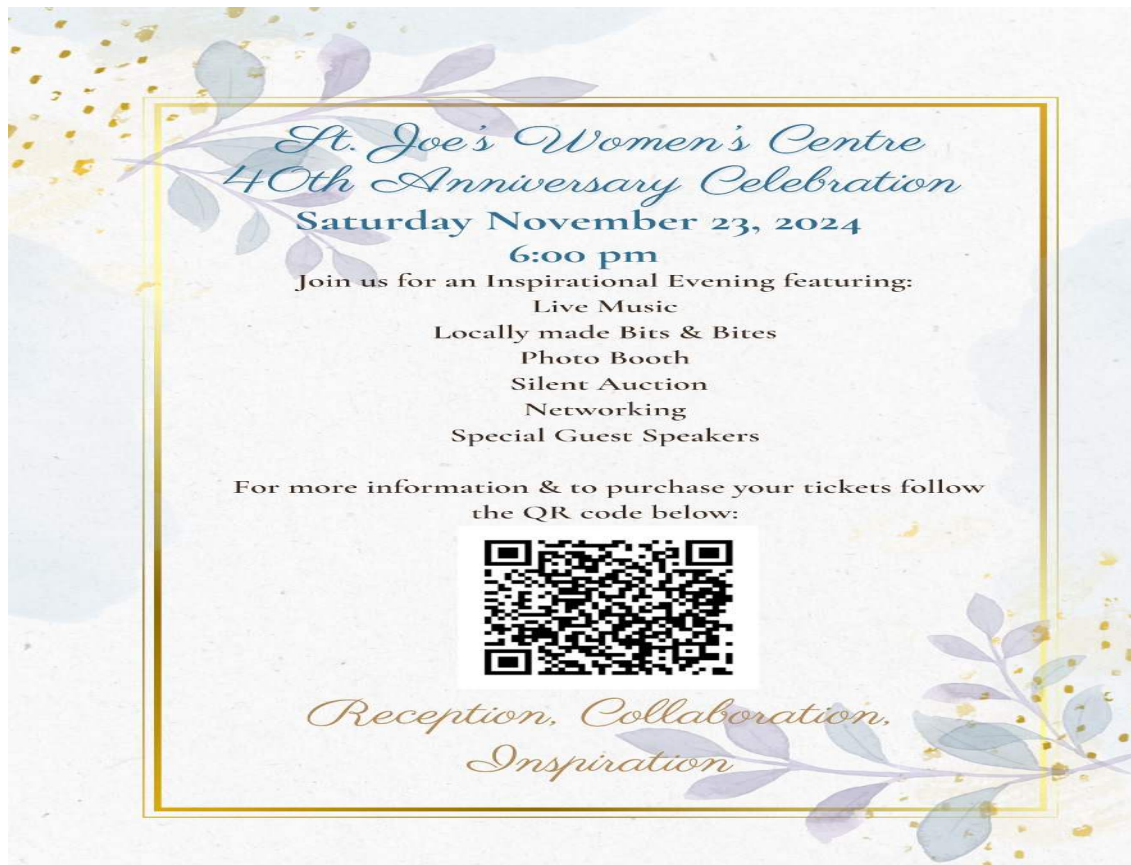 St. Joe's Women's Centre
40th Anniversary Celebration
Saturday November 23, 2024
6:00 pm
Join us for an Inspirational Evening featuring:
Live Music
Locally made Bits & Bites
Photo Booth
Silent Auction
Networking
Special Guest Speakers
For more information & to purchase your tickets follow
the QR code below:
Reception, Collaboration,
Inspiration